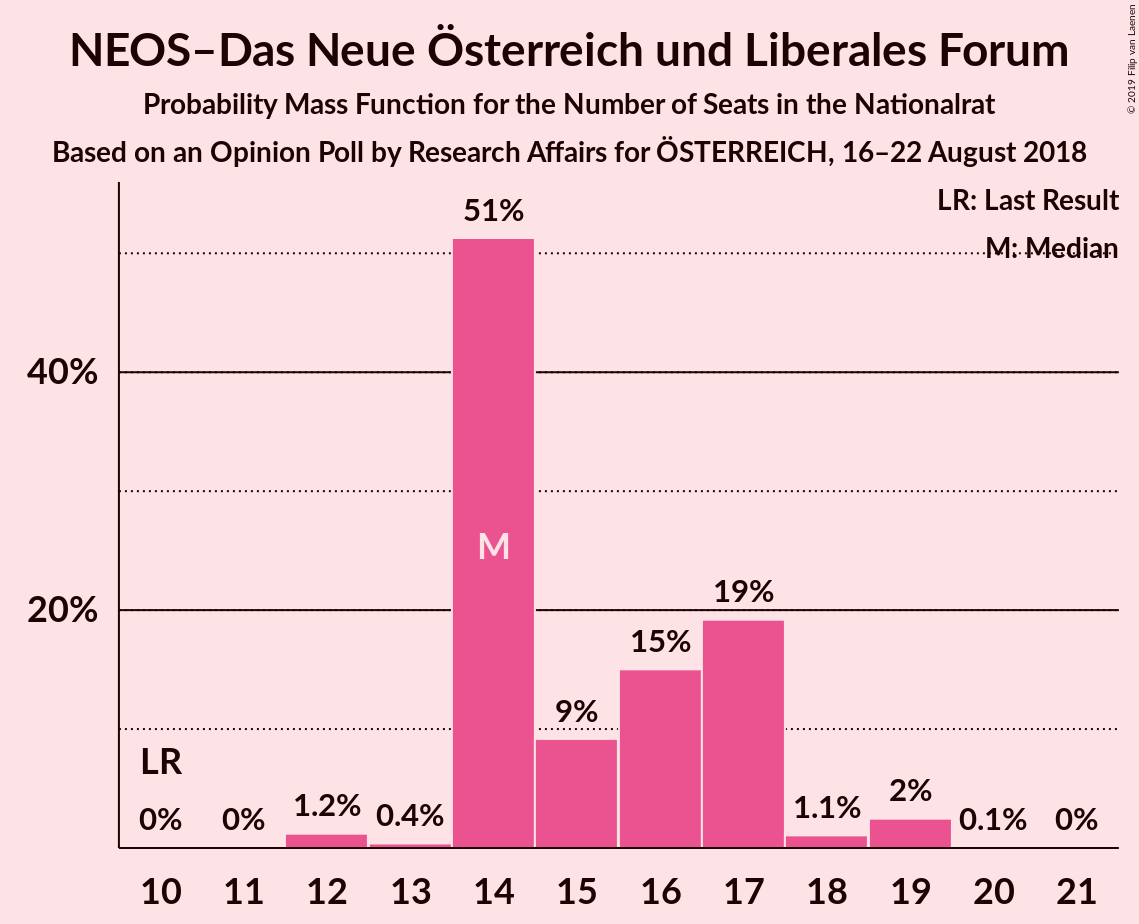 NEOS–Das Neue Österreich und Liberales Forum
Probability Mass Function for the Number of Seats in the Nationalrat
Based on an Opinion Poll by Research Affairs for ÖSTERREICH, 16–22 August 2018
© 2019 Filip van Laenen
LR: Last Result
M: Median
51%
40%
M
20%
19%
15%
9%
LR
0%
0%
1.2%
0.4%
1.1%
2%
0.1%
0%
10 11 12 13 14 15 16 17 18 19 20 21